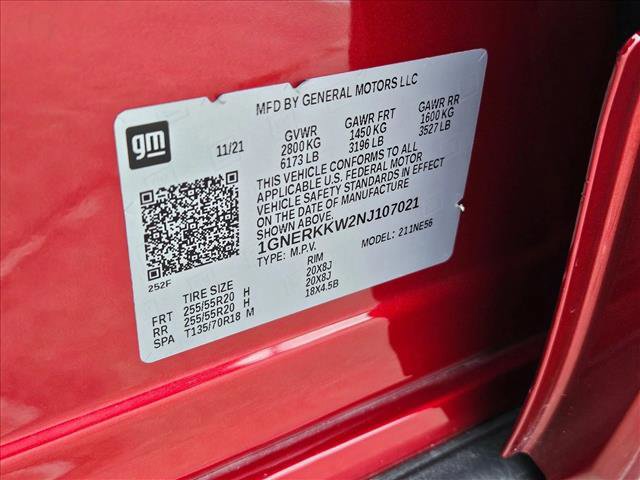 MFD BY GENERAL MOTORS LLC
gm
11/21
GVWR GAWR FRT GAWR RR
2800 KG 1450 KG 1600 KG
6173 LB 3196 LB 3527 LB
THIS VEHICLE CONFORMS TO ALL
APPLICABLE U.S. FEDERAL MOTOR
VEHICLE SAFETY STANDARDS IN EFFECT
ON THE DATE OF MANUFACTURE
SHOWN ABOVE.
1GNERKKW2NJ107021
TYPE: M.P.V. MODEL: 211NE56
252F
TIRE SIZE RIM
FRT 255/55R20 H 20X8J
RR 255/55R20 H 20X8J
SPA T135/70R18 M 18X4.5B